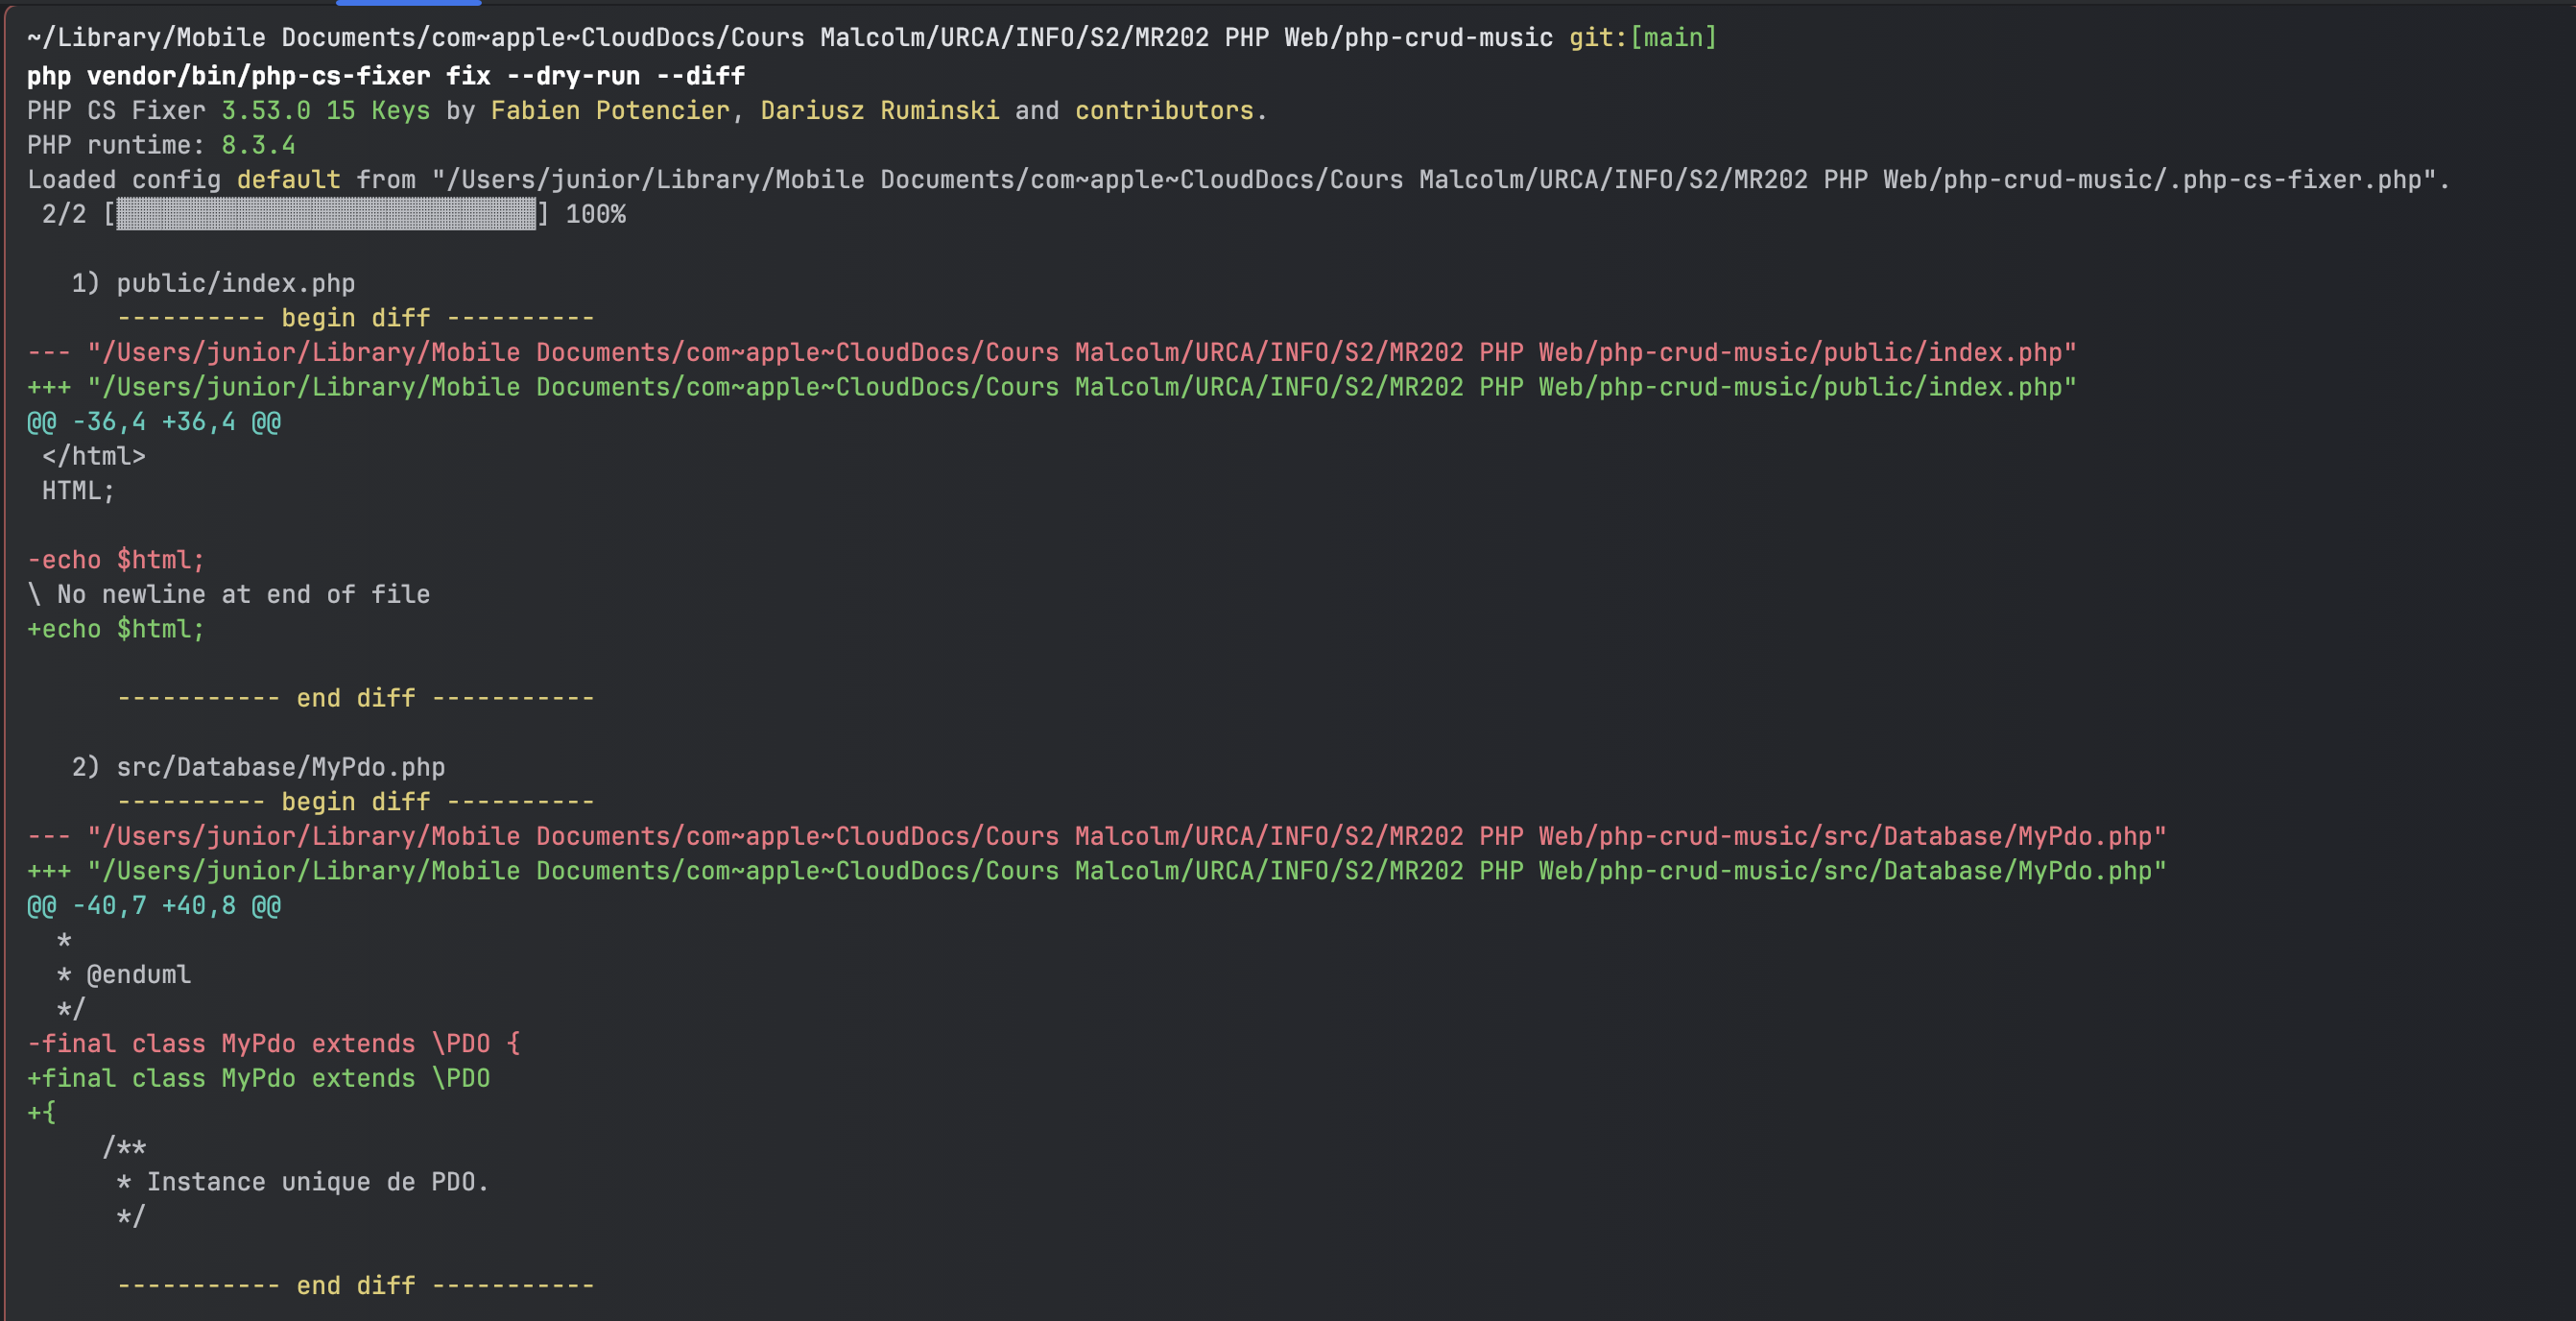 ~/Library/Mobile Documents/com~apple~CloudDocs/Cours Malcolm/URCA/INFO/S2/MR202 PHP Web/php-crud-music git:[main]
php vendor/bin/php-cs-fixer fix --dry-run --diff
PHP CS Fixer 3.53.0 15 Keys by Fabien Potencier, Dariusz Ruminski and contributors.
PHP runtime: 8.3.4
Loaded config default from "/Users/junior/Library/Mobile Documents/com~apple~CloudDocs/Cours Malcolm/URCA/INFO/S2/MR202 PHP Web/php-crud-music/.php-cs-fixer.php".
 2/2 [▓▓▓▓▓▓▓▓▓▓▓▓▓▓▓▓▓▓▓▓▓▓▓▓▓▓▓▓] 100%
   1) public/index.php
      ---------- begin diff ----------
--- "/Users/junior/Library/Mobile Documents/com~apple~CloudDocs/Cours Malcolm/URCA/INFO/S2/MR202 PHP Web/php-crud-music/public/index.php"
+++ "/Users/junior/Library/Mobile Documents/com~apple~CloudDocs/Cours Malcolm/URCA/INFO/S2/MR202 PHP Web/php-crud-music/public/index.php"
@@ -36,4 +36,4 @@
 </html>
 HTML;
-echo $html;
\ No newline at end of file
+echo $html;
      ----------- end diff -----------
   2) src/Database/MyPdo.php
      ---------- begin diff ----------
--- "/Users/junior/Library/Mobile Documents/com~apple~CloudDocs/Cours Malcolm/URCA/INFO/S2/MR202 PHP Web/php-crud-music/src/Database/MyPdo.php"
+++ "/Users/junior/Library/Mobile Documents/com~apple~CloudDocs/Cours Malcolm/URCA/INFO/S2/MR202 PHP Web/php-crud-music/src/Database/MyPdo.php"
@@ -40,7 +40,8 @@
  *
  * @enduml
  */
-final class MyPdo extends \PDO {
+final class MyPdo extends \PDO
+{
     /**
      * Instance unique de PDO.
      */
      ----------- end diff -----------